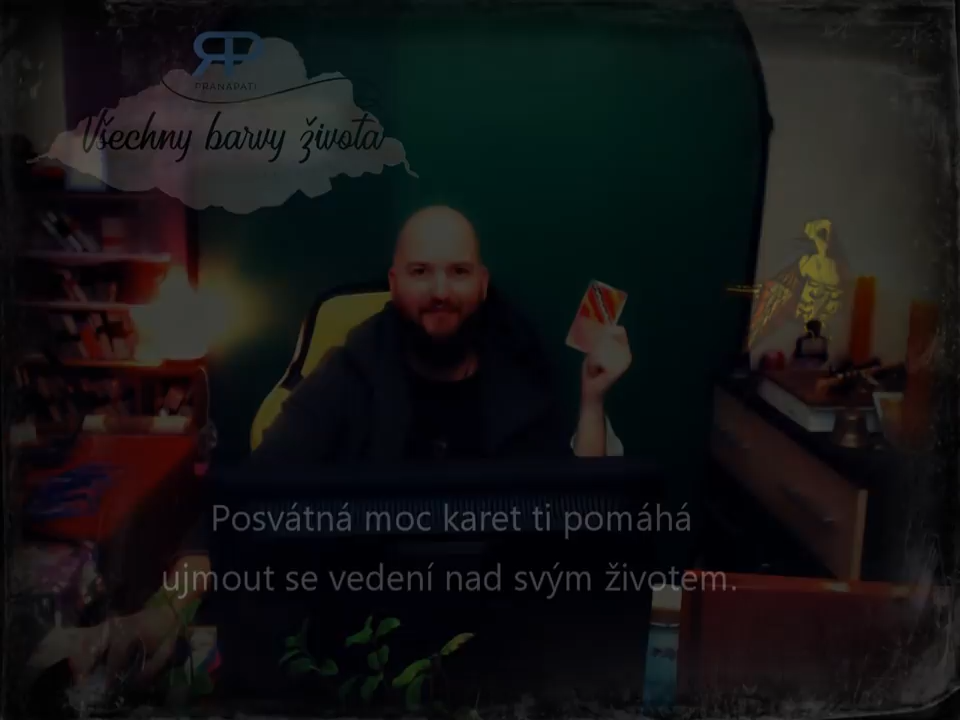 PRANAPATI
Všechny barvy života
Posvátná moc karet ti pomáhá
ujmout se vedení nad svým životem.